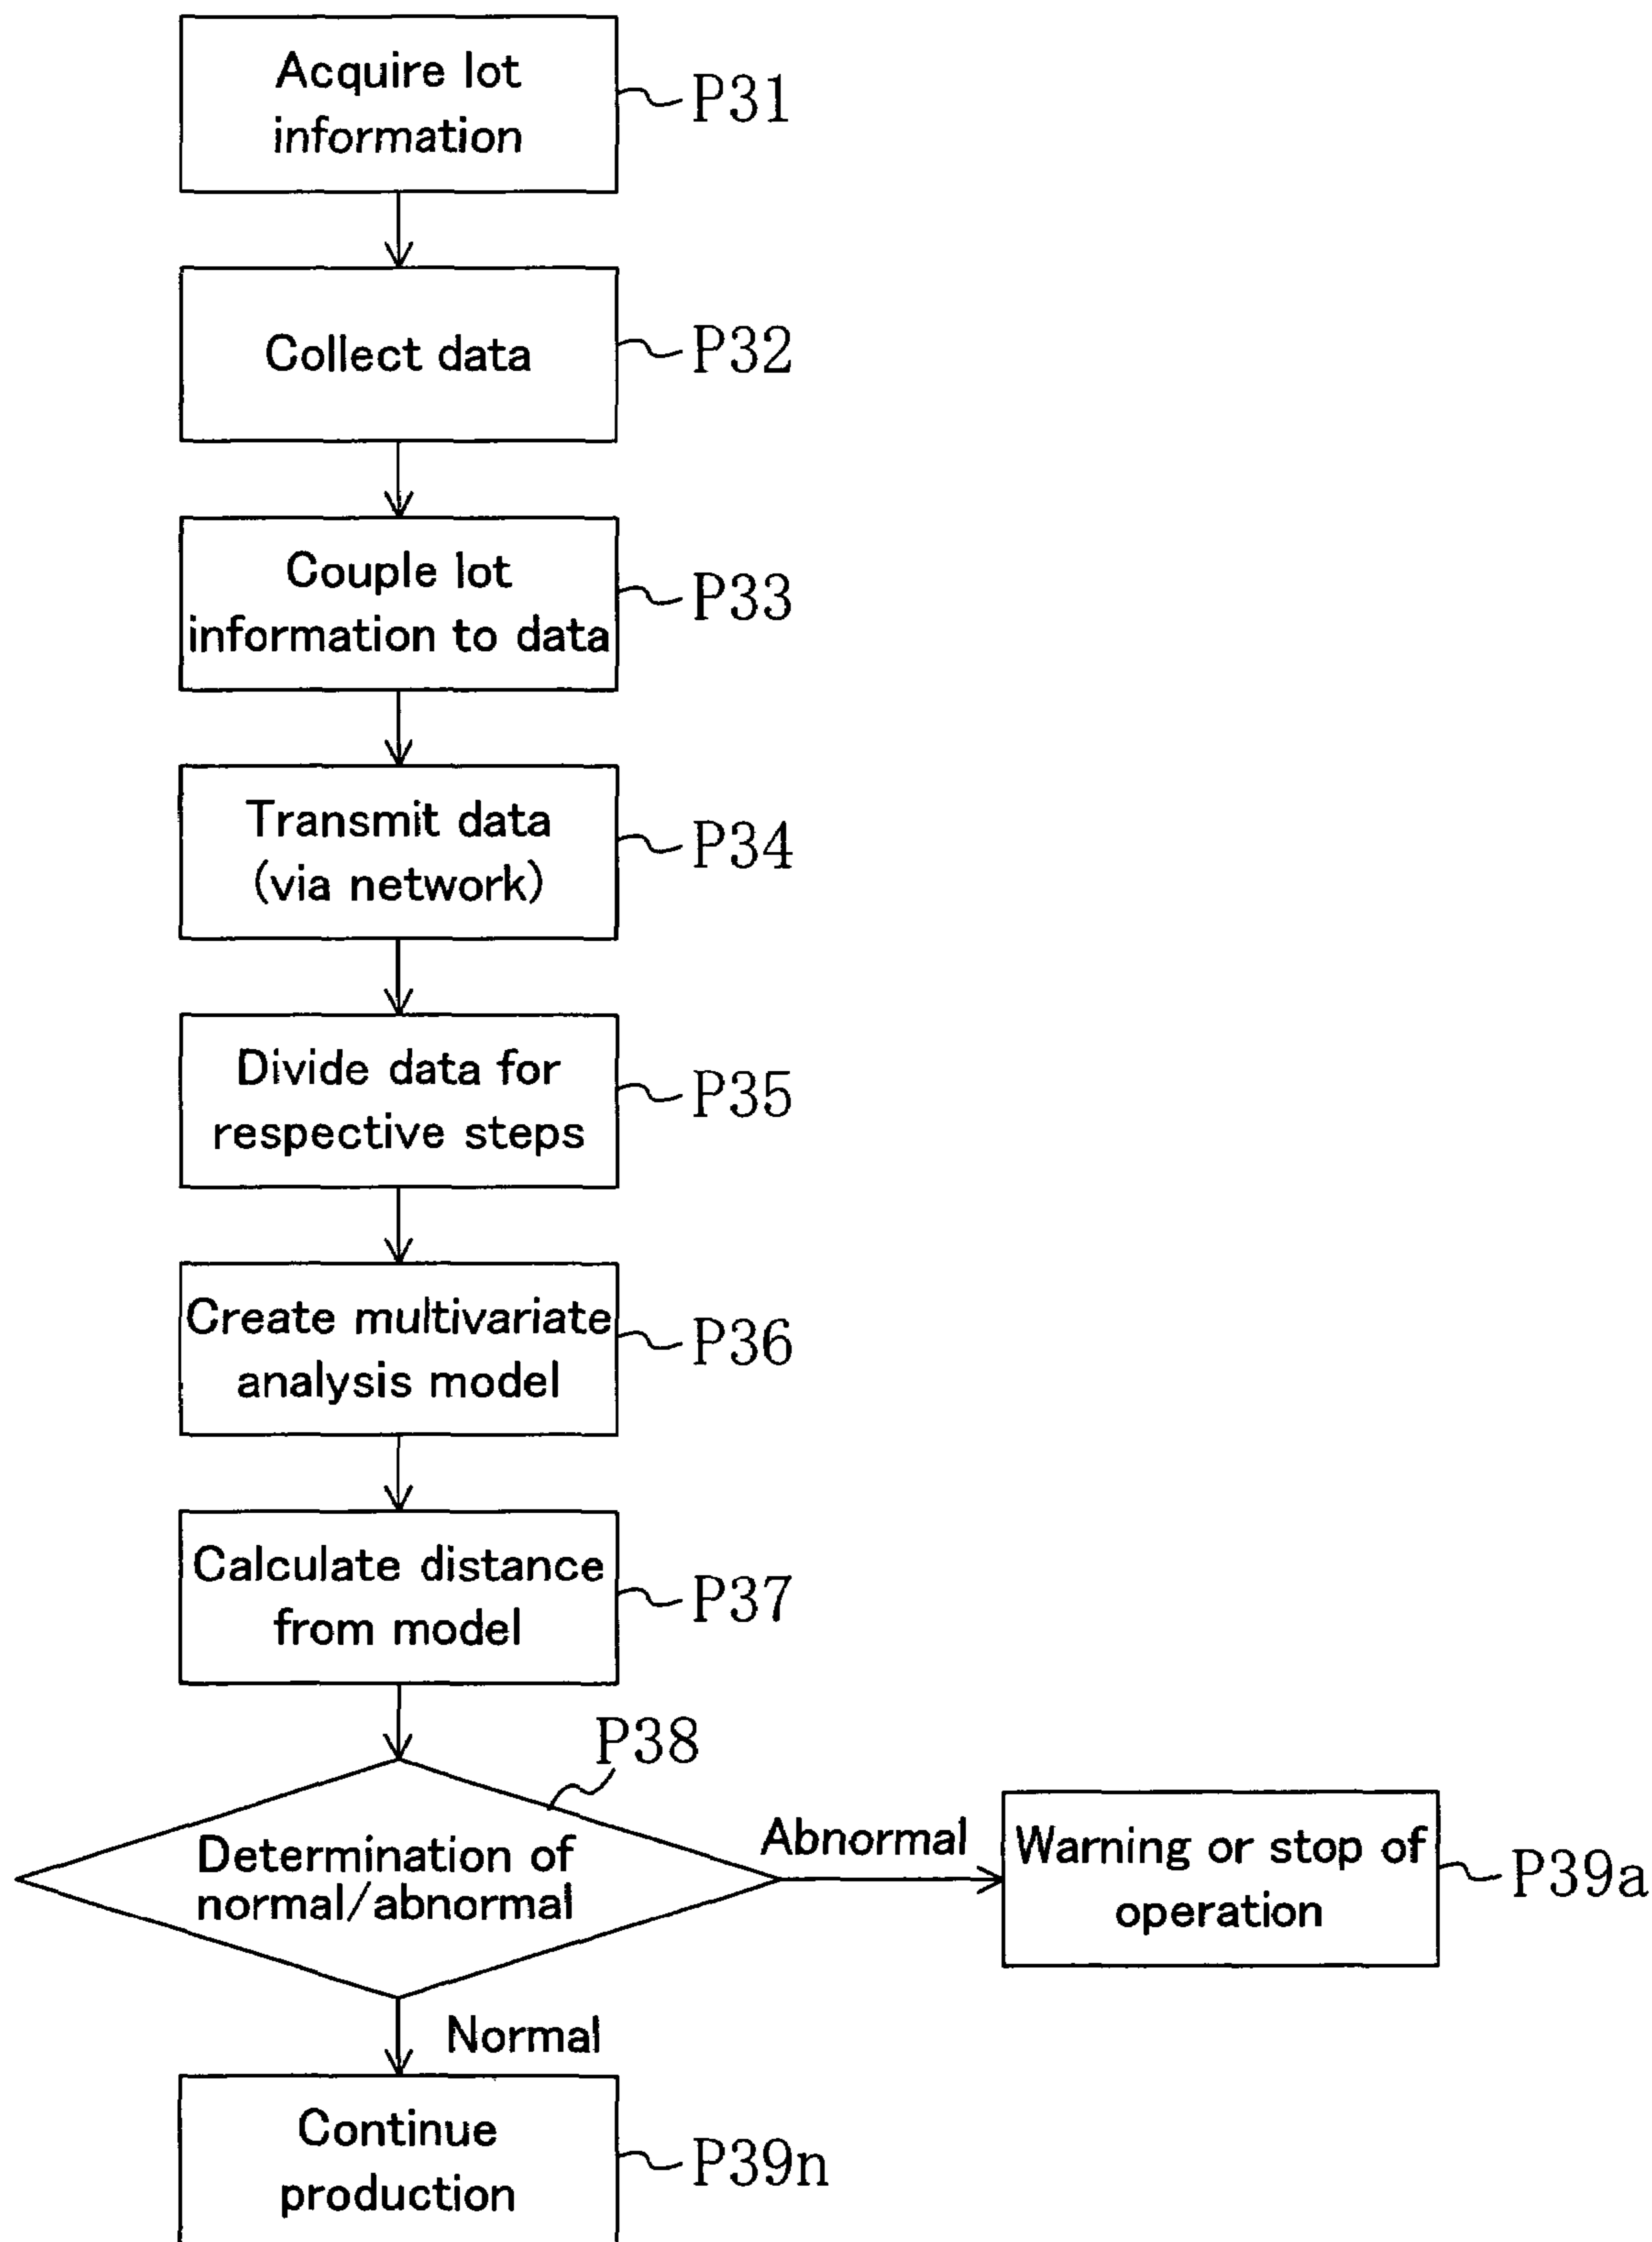 Acquire lot
information
P31
Collect data
P32
Couple lot
information to data
P33
Transmit data
(via network)
P34
Divide data for
respective steps
P35
Create multivariate
analysis model
P36
Calculate distance
from model
P37
P38
Determination of
normal/abnormal
Abnormal
Warning or stop of
operation
P39a
Normal
Continue
production
P39n